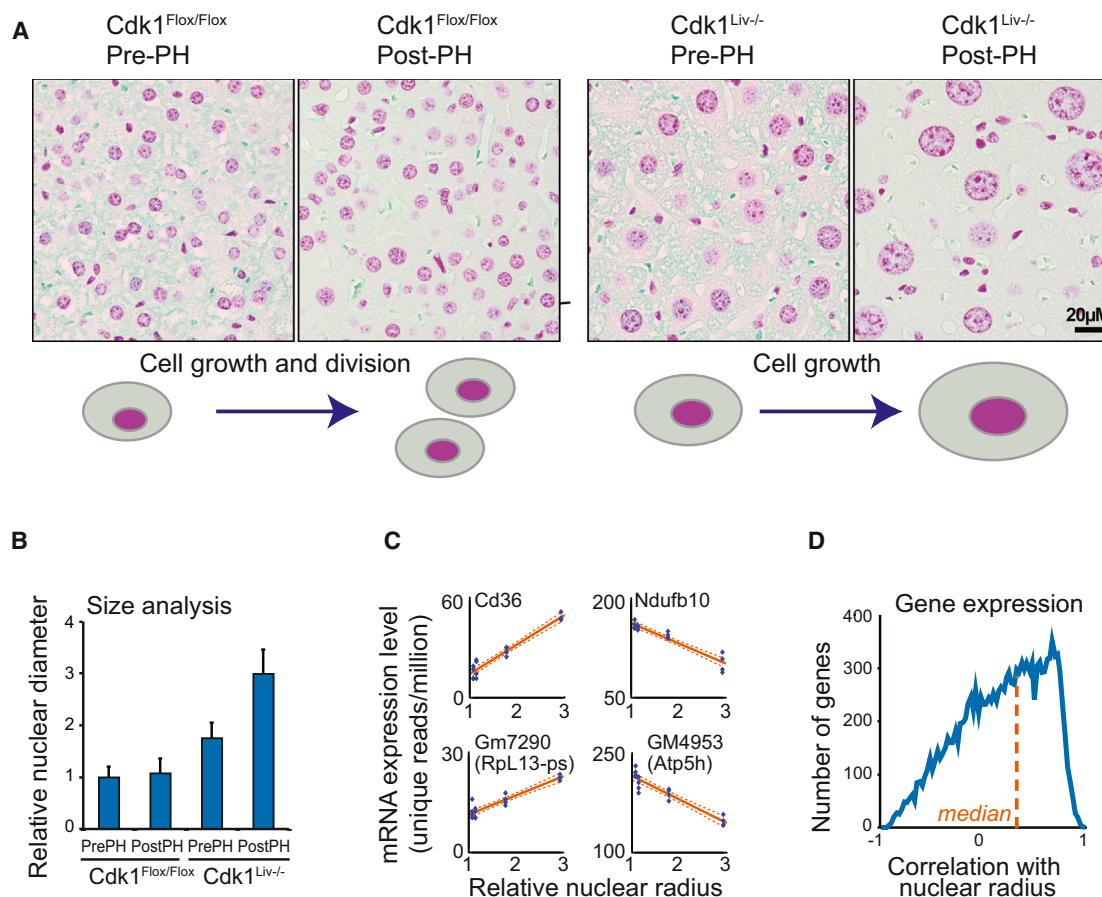 A
Cdk1Flox/Flox
Pre-PH
Cdk1Flox/Flox
Post-PH
Cdk1Liv-/-
Pre-PH
Cdk1Liv-/-
Post-PH
20µM
Cell growth and division
Cell growth
B
Size analysis
Relative nuclear diameter
4
3
2
1
0
PrePH PostPH PrePH PostPH
Cdk1Flox/Flox Cdk1Liv-/-
C
mRNA expression level
(unique reads/million)
60
Cd36
0
1 2 3
200
Ndufb10
50
1 2 3
30
Gm7290
(RpL13-ps)
0
1 2 3
250
GM4953
(Atp5h)
100
1 2 3
Relative nuclear radius
D
Gene expression
Number of genes
400
300
200
100
0
median
-1 0 1
Correlation with
nuclear radius